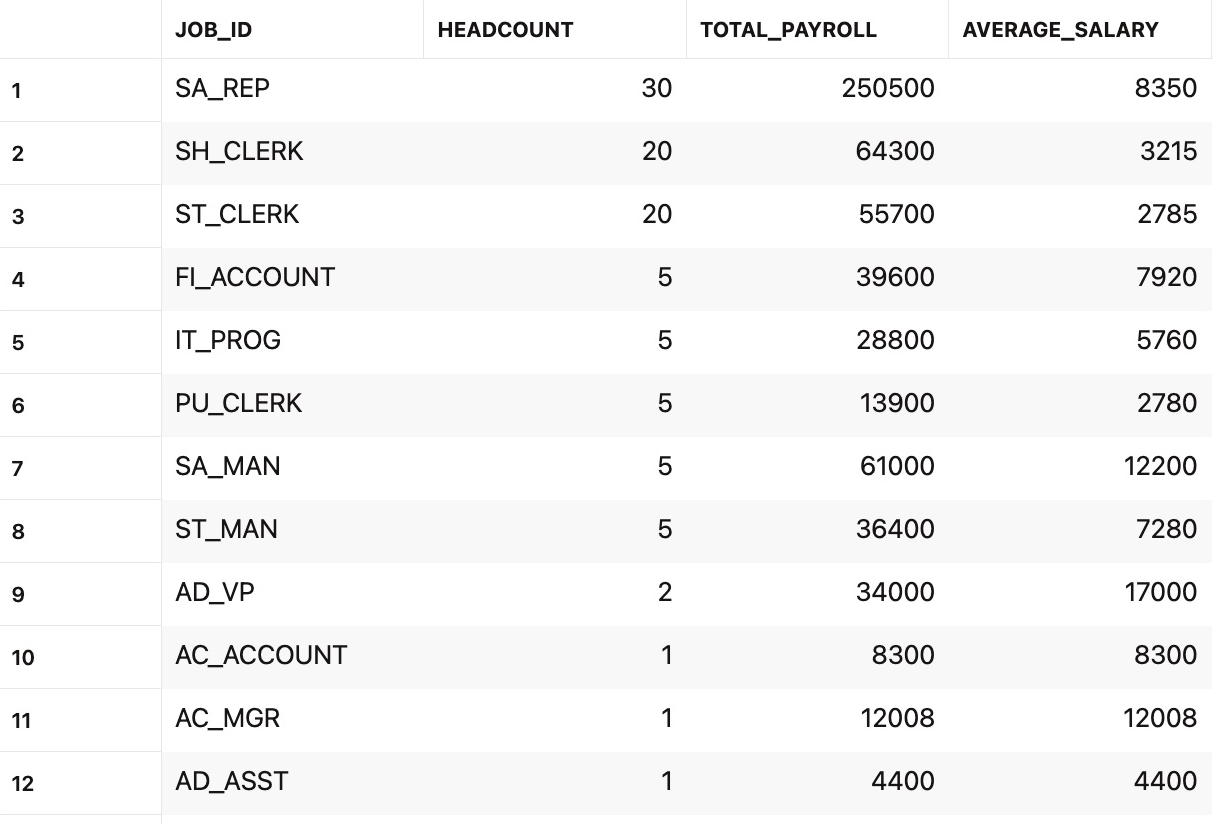 JOB_ID HEADCOUNT TOTAL_PAYROLL AVERAGE_SALARY
1 SA_REP 30 250500 8350
2 SH_CLERK 20 64300 3215
3 ST_CLERK 20 55700 2785
4 FI_ACCOUNT 5 39600 7920
5 IT_PROG 5 28800 5760
6 PU_CLERK 5 13900 2780
7 SA_MAN 5 61000 12200
8 ST_MAN 5 36400 7280
9 AD_VP 2 34000 17000
10 AC_ACCOUNT 1 8300 8300
11 AC_MGR 1 12008 12008
12 AD_ASST 1 4400 4400